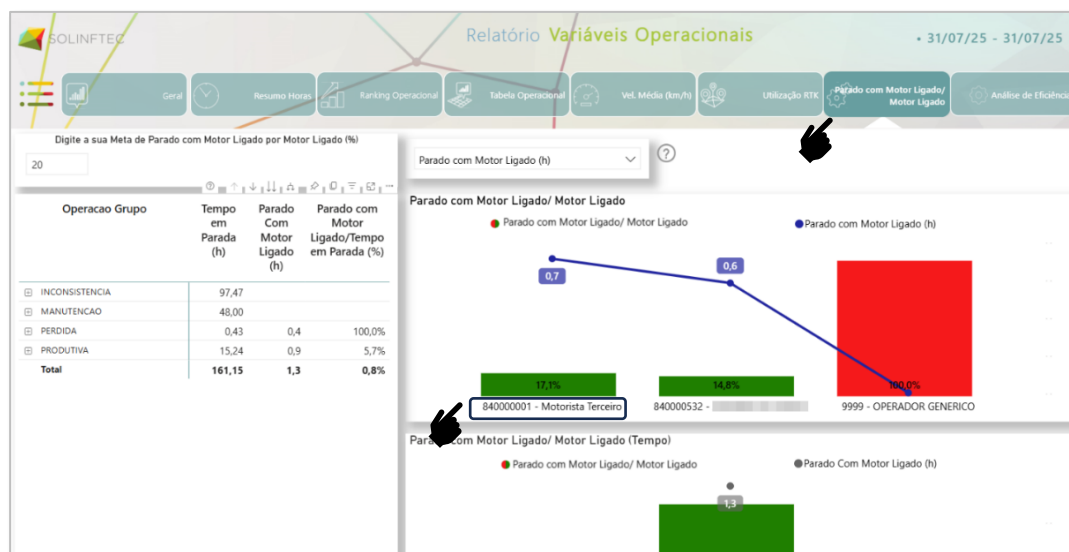 SOLINFTEC
Relatório Variáveis Operacionais
• 31/07/25 - 31/07/25
Geral
Resumo Horas
Ranking Operacional
Tabela Operacional
Vel. Média (km/h)
Utilização RTK
Parado com Motor Ligado/
Motor Ligado
Análise de Eficiência
Digite a sua Meta de Parado com Motor Ligado por Motor Ligado (%)
20
Parado com Motor Ligado (h)
?
Operacao Grupo
Tempo
em
Parada
(h)
Parado
Com
Motor
Ligado
(h)
Parado com
Motor
Ligado/Tempo
em Parada (%)
INCONSISTENCIA 97,47
MANUTENCAO 48,00
PERDIDA 0,43 0,4 100,0%
PRODUTIVA 15,24 0,9 5,7%
Total 161,15 1,3 0,8%
Parado com Motor Ligado/ Motor Ligado
Parado com Motor Ligado/ Motor Ligado
Parado com Motor Ligado (h)
0,7
0,6
17,1%
14,8%
100,0%
840000001 - Motorista Terceiro
840000532 -
9999 - OPERADOR GENERICO
Parado com Motor Ligado/ Motor Ligado (Tempo)
Parado com Motor Ligado/ Motor Ligado
Parado Com Motor Ligado (h)
1,3